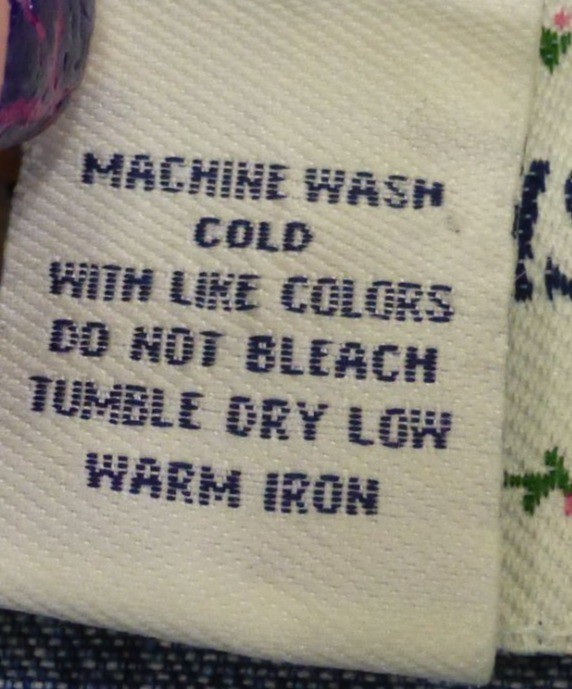 MACHINE WASH
COLD
WITH LIKE COLORS
DO NOT BLEACH
TUMBLE DRY LOW
WARM IRON